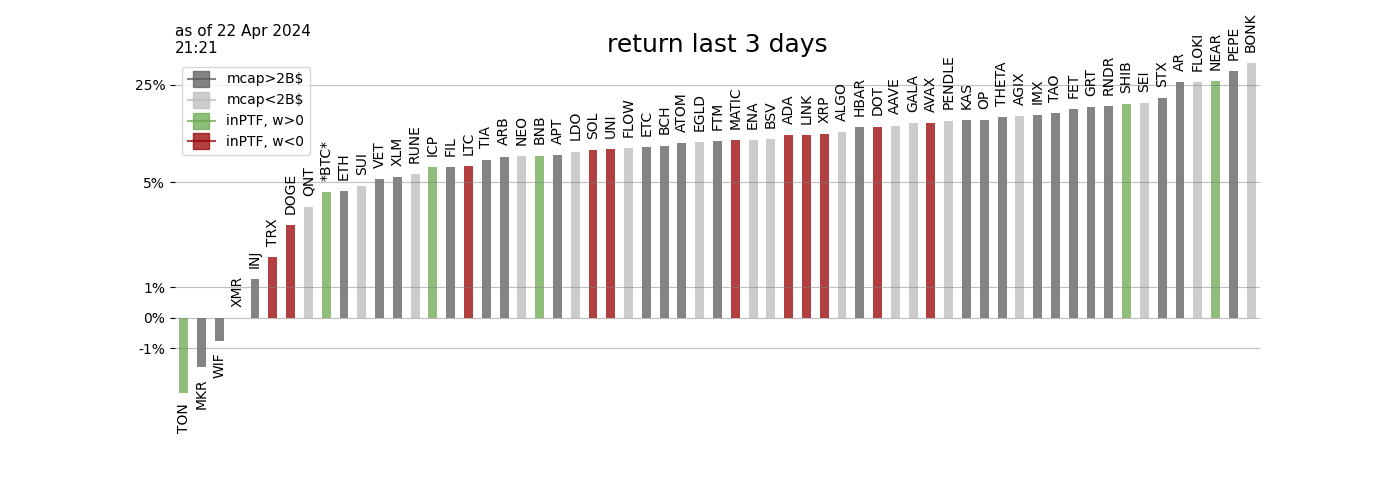 as of 22 Apr 2024
21:21
return last 3 days
mcap>2B$
mcap<2B$
inPTF, w>0
inPTF, w<0
25%
5%
1%
0%
-1%
TON
MKR
WIF
XMR
INJ
TRX
DOGE
QNT
*BTC*
ETH
SUI
VET
XLM
RUNE
ICP
FIL
LTC
TIA
ARB
NEO
BNB
APT
LDO
SOL
UNI
FLOW
ETC
BCH
ATOM
EGLD
FTM
MATIC
ENA
BSV
ADA
LINK
XRP
ALGO
HBAR
DOT
AAVE
GALA
AVAX
PENDLE
KAS
OP
THETA
AGIX
IMX
TAO
FET
GRT
RNDR
SHIB
SEI
STX
AR
FLOKI
NEAR
PEPE
BONK